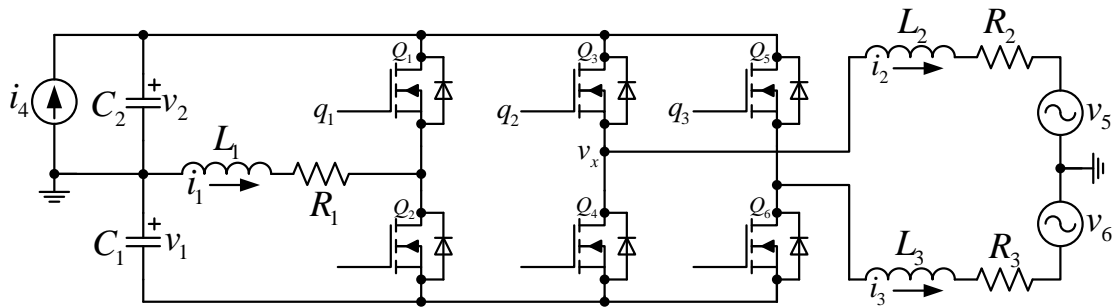 L₂ R₂
Q₁ Q₃ Q₅
i₂
i₄ C₂ + v₂
q₁ q₂ q₃
v₅
L₁
vₓ
i₁ R₁
Q₂ Q₄ Q₆
C₁ + v₁
L₃ R₃ v₆
i₃